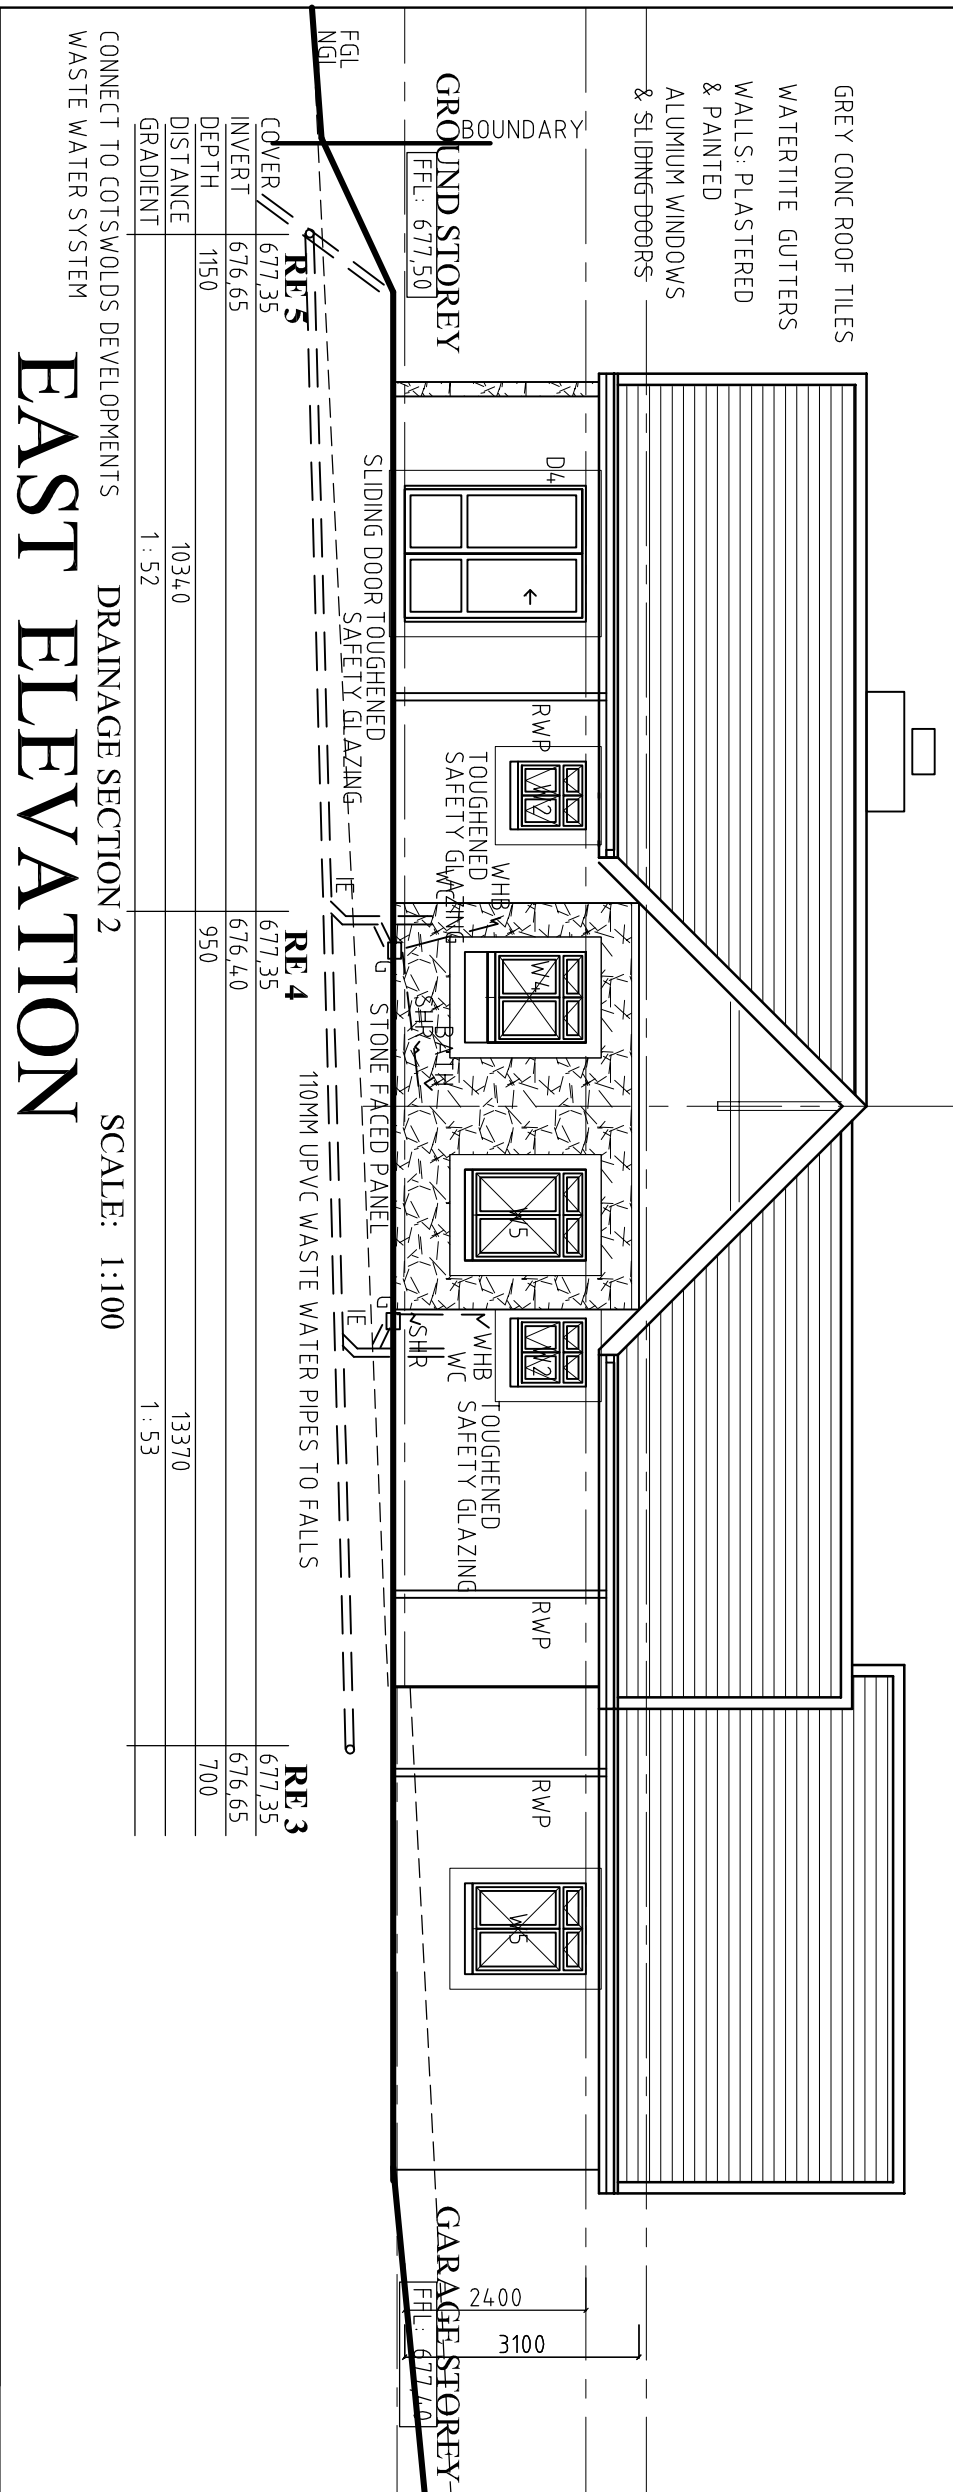 GREY CONC ROOF TILES
WATERTITE GUTTERS
WALLS: PLASTERED
& PAINTED
ALUMIUM WINDOWS
& SLIDING DOORS
BOUNDARY
GROUND STOREY
FFL: 677,50
FGL
NGL
D4
SLIDING DOOR TOUGHENED
SAFETY GLAZING
RWP
W2
TOUGHENED
SAFETY GLAZING
WHB
WC
IE
G
W4
BATH
SHR
STONE FACED PANEL
W5
G
IE
SHR
WHB
WC
W2
TOUGHENED
SAFETY GLAZING
RWP
RWP
W5
2400
3100
GARAGE STOREY
FFL: 677,40
110MM UPVC WASTE WATER PIPES TO FALLS
RE 5
RE 4
RE 3
COVER 677,35 677,35 677,35
INVERT 676,65 676,40 676,65
DEPTH 1150 950 700
DISTANCE 10340 13370
GRADIENT 1:52 1:53
CONNECT TO COTSWOLDS DEVELOPMENTS
WASTE WATER SYSTEM
DRAINAGE SECTION 2
SCALE: 1:100
EAST ELEVATION